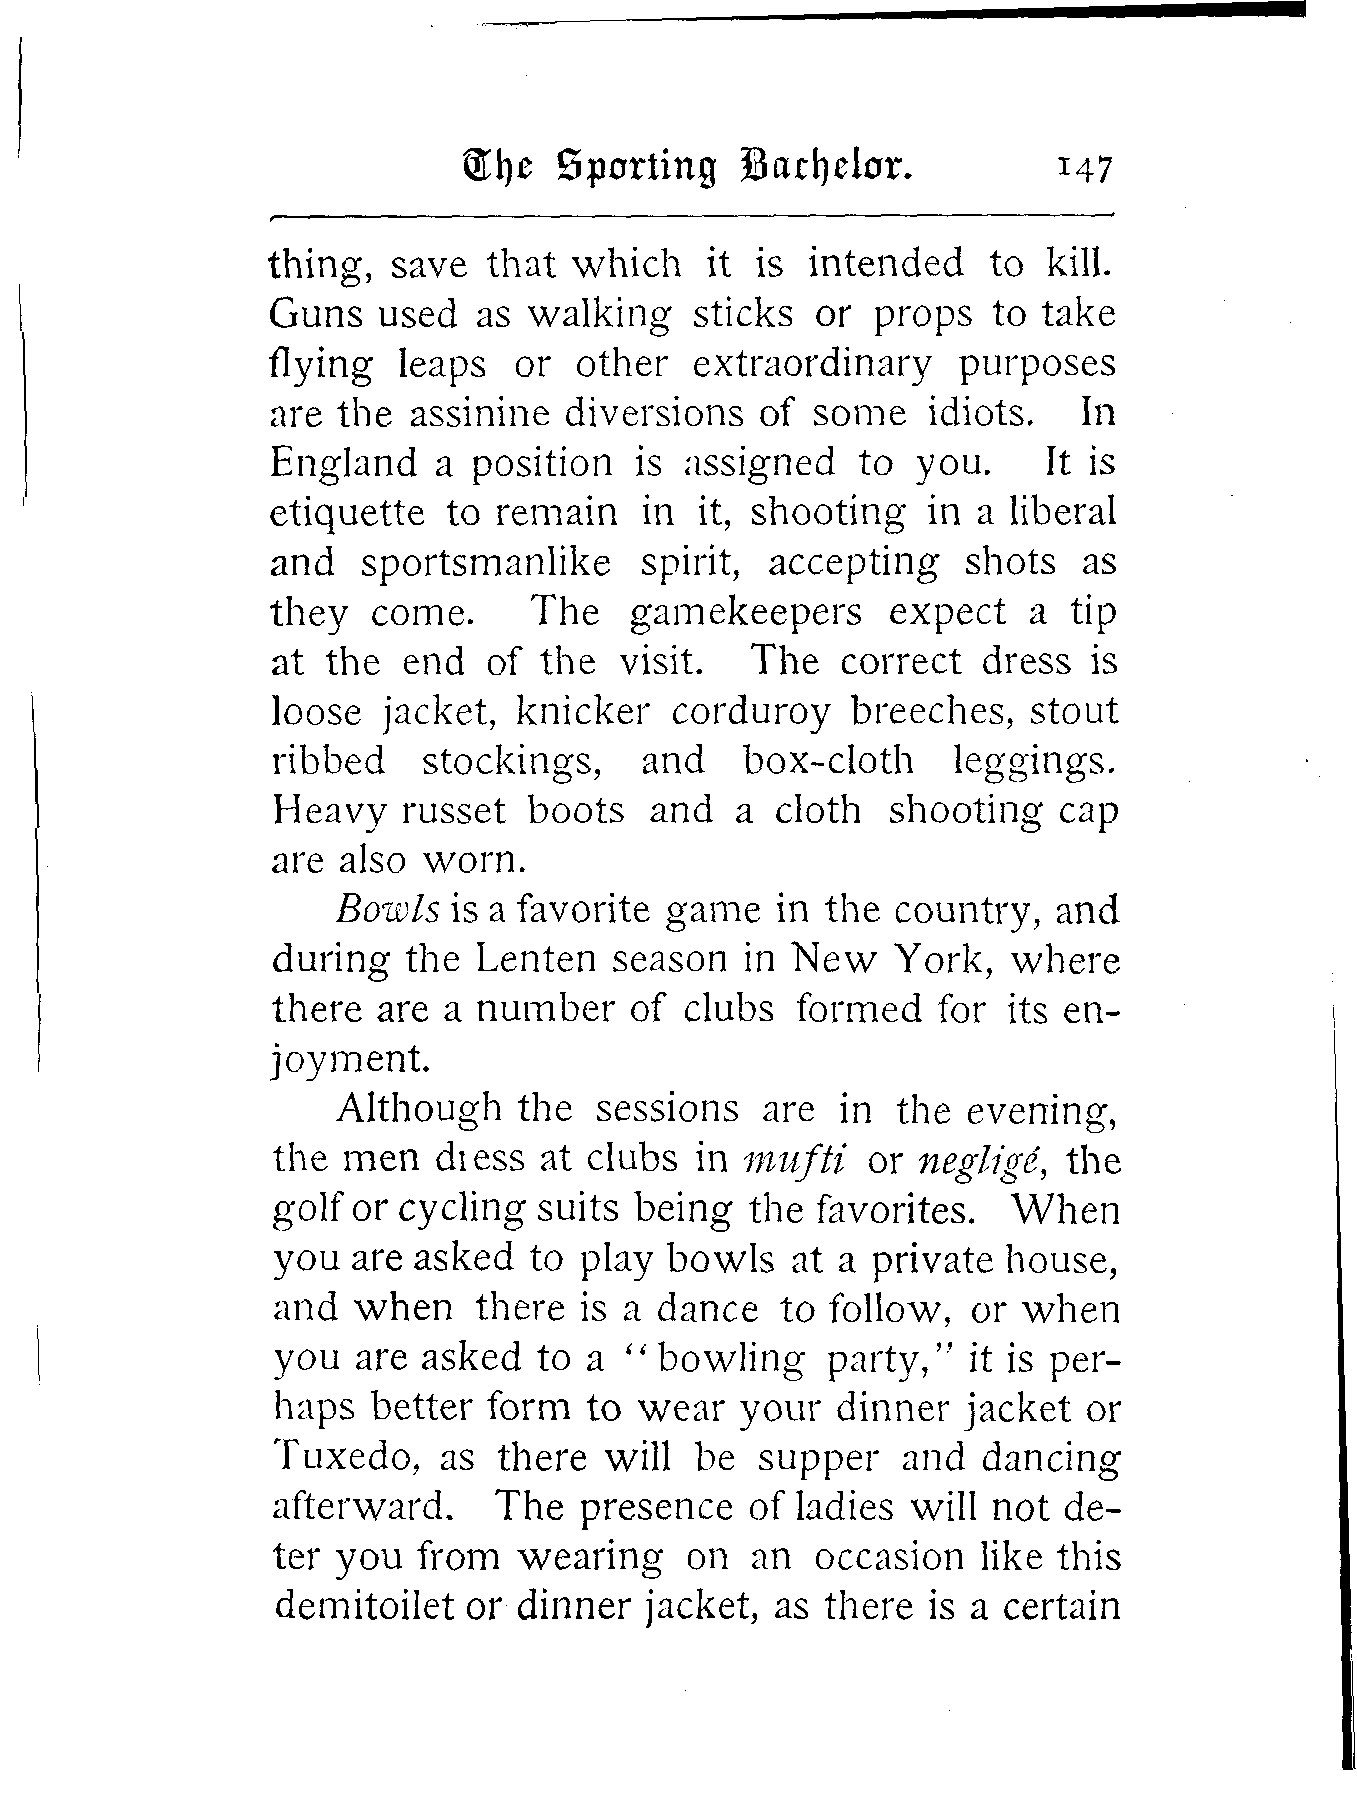 The Sporting Bachelor. 147
thing, save that which it is intended to kill.
Guns used as walking sticks or props to take
flying leaps or other extraordinary purposes
are the assinine diversions of some idiots. In
England a position is assigned to you. It is
etiquette to remain in it, shooting in a liberal
and sportsmanlike spirit, accepting shots as
they come. The gamekeepers expect a tip
at the end of the visit. The correct dress is
loose jacket, knicker corduroy breeches, stout
ribbed stockings, and box-cloth leggings.
Heavy russet boots and a cloth shooting cap
are also worn.
Bowls is a favorite game in the country, and
during the Lenten season in New York, where
there are a number of clubs formed for its en-
joyment.
Although the sessions are in the evening,
the men dress at clubs in mufti or negligé, the
golf or cycling suits being the favorites. When
you are asked to play bowls at a private house,
and when there is a dance to follow, or when
you are asked to a “ bowling party,” it is per-
haps better form to wear your dinner jacket or
Tuxedo, as there will be supper and dancing
afterward. The presence of ladies will not de-
ter you from wearing on an occasion like this
demitoilet or dinner jacket, as there is a certain